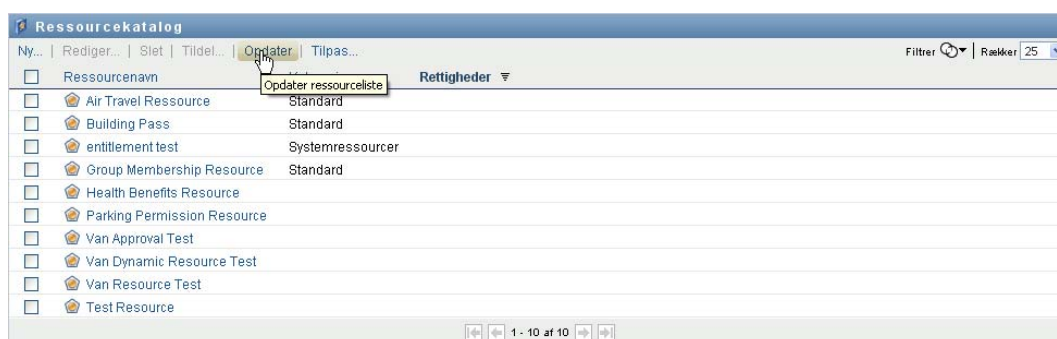 Ressourcekatalog
Ny... | Rediger... | Slet | Tildel... | Opdater | Tilpas... Filtrer Rækker 25
Ressourcenavn Rettigheder
Opdater ressourceliste
Air Travel Ressource Standard
Building Pass Standard
entitlement test Systemressourcer
Group Membership Resource Standard
Health Benefits Resource
Parking Permission Resource
Van Approval Test
Van Dynamic Resource Test
Van Resource Test
Test Resource
1 - 10 af 10